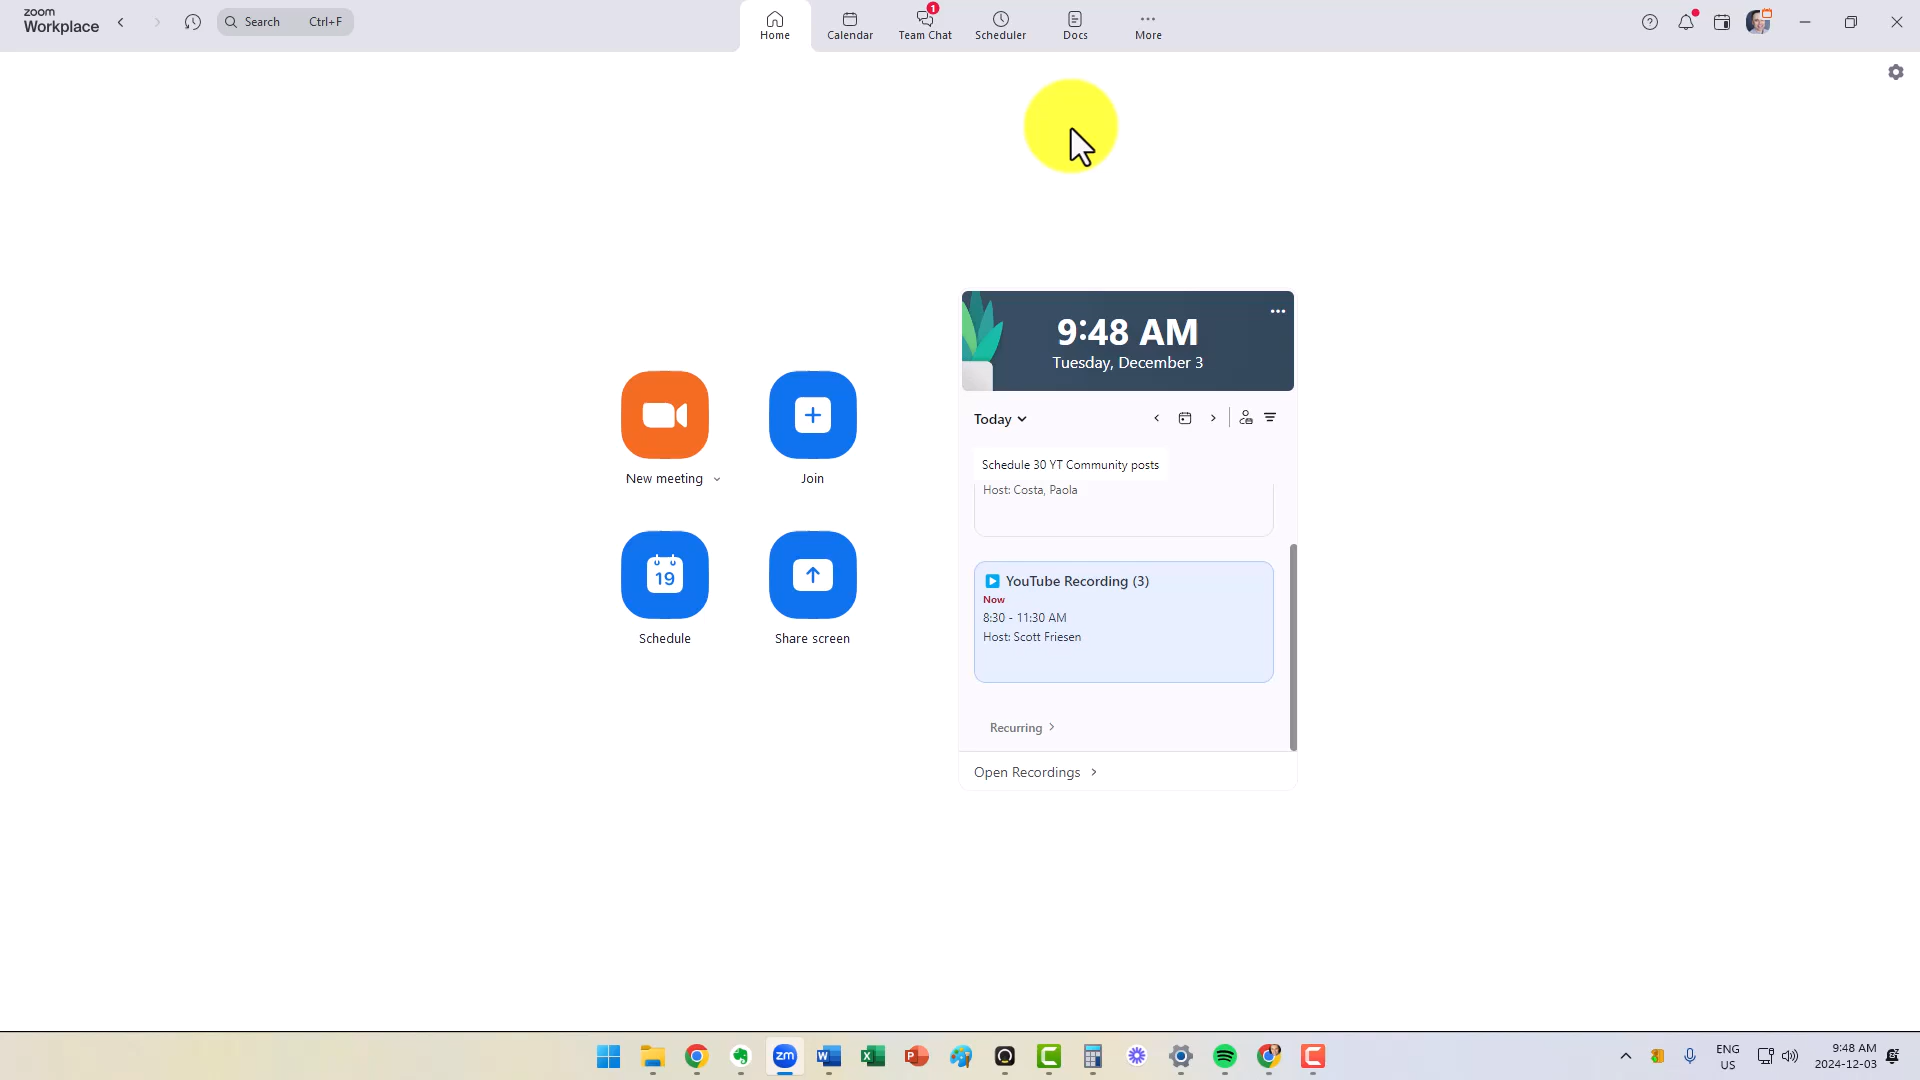 zoom
Workplace
Search Ctrl+F
Home
Calendar
1
Team Chat
Scheduler
Docs
More
9:48 AM
Tuesday, December 3
Today
Schedule 30 YT Community posts
Host: Costa, Paola
YouTube Recording (3)
Now
8:30 - 11:30 AM
Host: Scott Friesen
Recurring
Open Recordings
New meeting
Join
19
Schedule
Share screen
zm
W
X
P
C
C
ENG
US
9:48 AM
2024-12-03